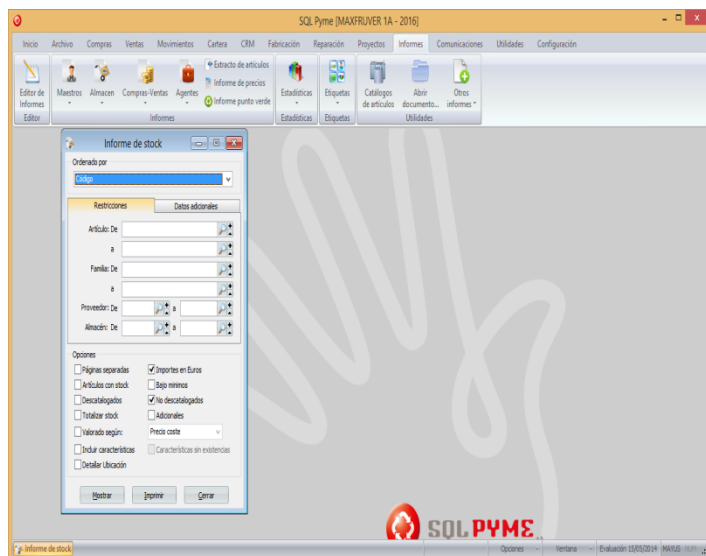 SQL Pyme [MAXFRUVER 1A - 2016]
Inicio Archivo Compras Ventas Movimientos Cartera CRM Fabricación Reparación Proyectos Informes Comunicaciones Utilidades Configuración
Editor de Informes
Maestros
Almacen
Compras-Ventas
Agentes
Extracto de artículos
Informe de precios
Informe punto verde
Estadísticas
Etiquetas
Catálogos de artículos
Abrir documento...
Otros informes
Editor Informes Estadísticas Etiquetas Utilidades
Informe de stock
Ordenado por
Código
Restricciones Datos adicionales
Artículo: De
a
Familia: De
a
Proveedor: De a
Almacén: De a
Opciones
Páginas separadas Importes en Euros
Artículos con stock Bajo mínimos
Descatalogados No descatalogados
Totalizar stock Adicionales
Valorado según: Precio coste
Incluir características Características sin existencias
Detallar Ubicación
Mostrar Imprimir Cerrar
SQL PYME
Informe de stock Opciones Ventana Evaluación 15/05/2014 MAYUS NUM